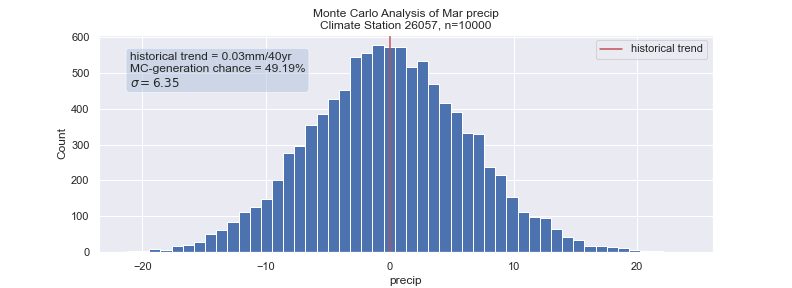 Monte Carlo Analysis of Mar precip
Climate Station 26057, n=10000
historical trend = 0.03mm/40yr
MC-generation chance = 49.19%
σ = 6.35
historical trend
Count
600
500
400
300
200
100
0
−20
−10
0
10
20
precip